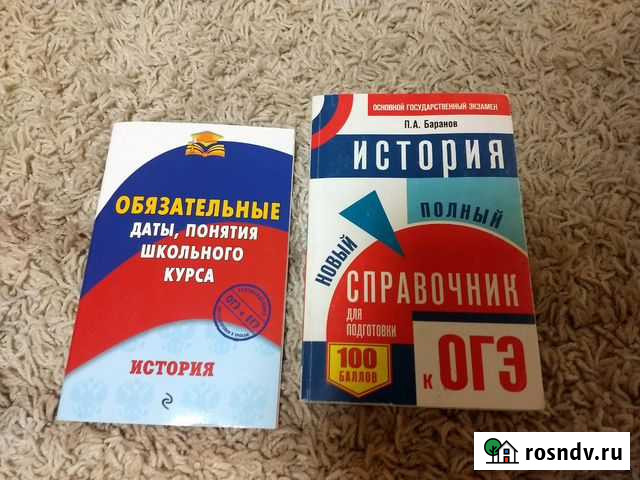 ОБЯЗАТЕЛЬНЫЕ
ДАТЫ, ПОНЯТИЯ
ШКОЛЬНОГО
КУРСА
ОГЭ и ЕГЭ
ИСТОРИЯ
ОСНОВНОЙ ГОСУДАРСТВЕННЫЙ ЭКЗАМЕН
П.А. Баранов
ИСТОРИЯ
НОВЫЙ
ПОЛНЫЙ
СПРАВОЧНИК
ДЛЯ
ПОДГОТОВКИ
100
БАЛЛОВ
К ОГЭ
rosndv.ru